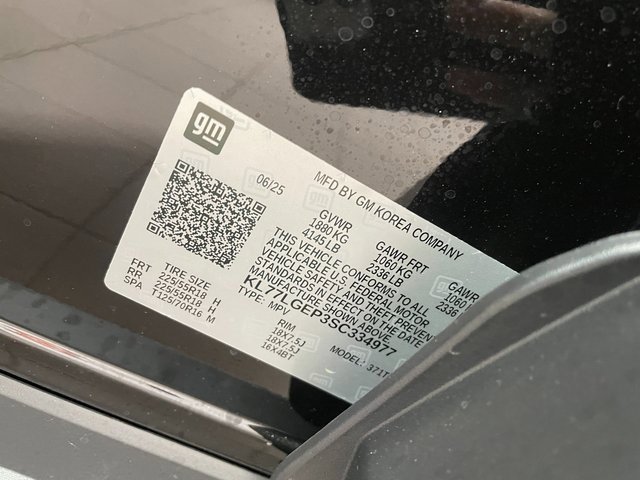 gm
06/25
MFD BY GM KOREA COMPANY
GVWR
1880 KG
4145 LB
GAWR FRT
1060 KG
2336 LB
GAWR
1060
2336
THIS VEHICLE CONFORMS TO ALL
APPLICABLE U.S. FEDERAL MOTOR
VEHICLE SAFETY AND THEFT PREVENT
STANDARDS IN EFFECT ON THE DATE
MANUFACTURE SHOWN ABOVE.
KL77LGEP3SC334977
TYPE: MPV
MODEL: 371T
TIRE SIZE
RIM
FRT 225/55R18 H 18X7.5J
RR 225/55R18 H 18X7.5J
SPA T125/70R16 M 16X4BT